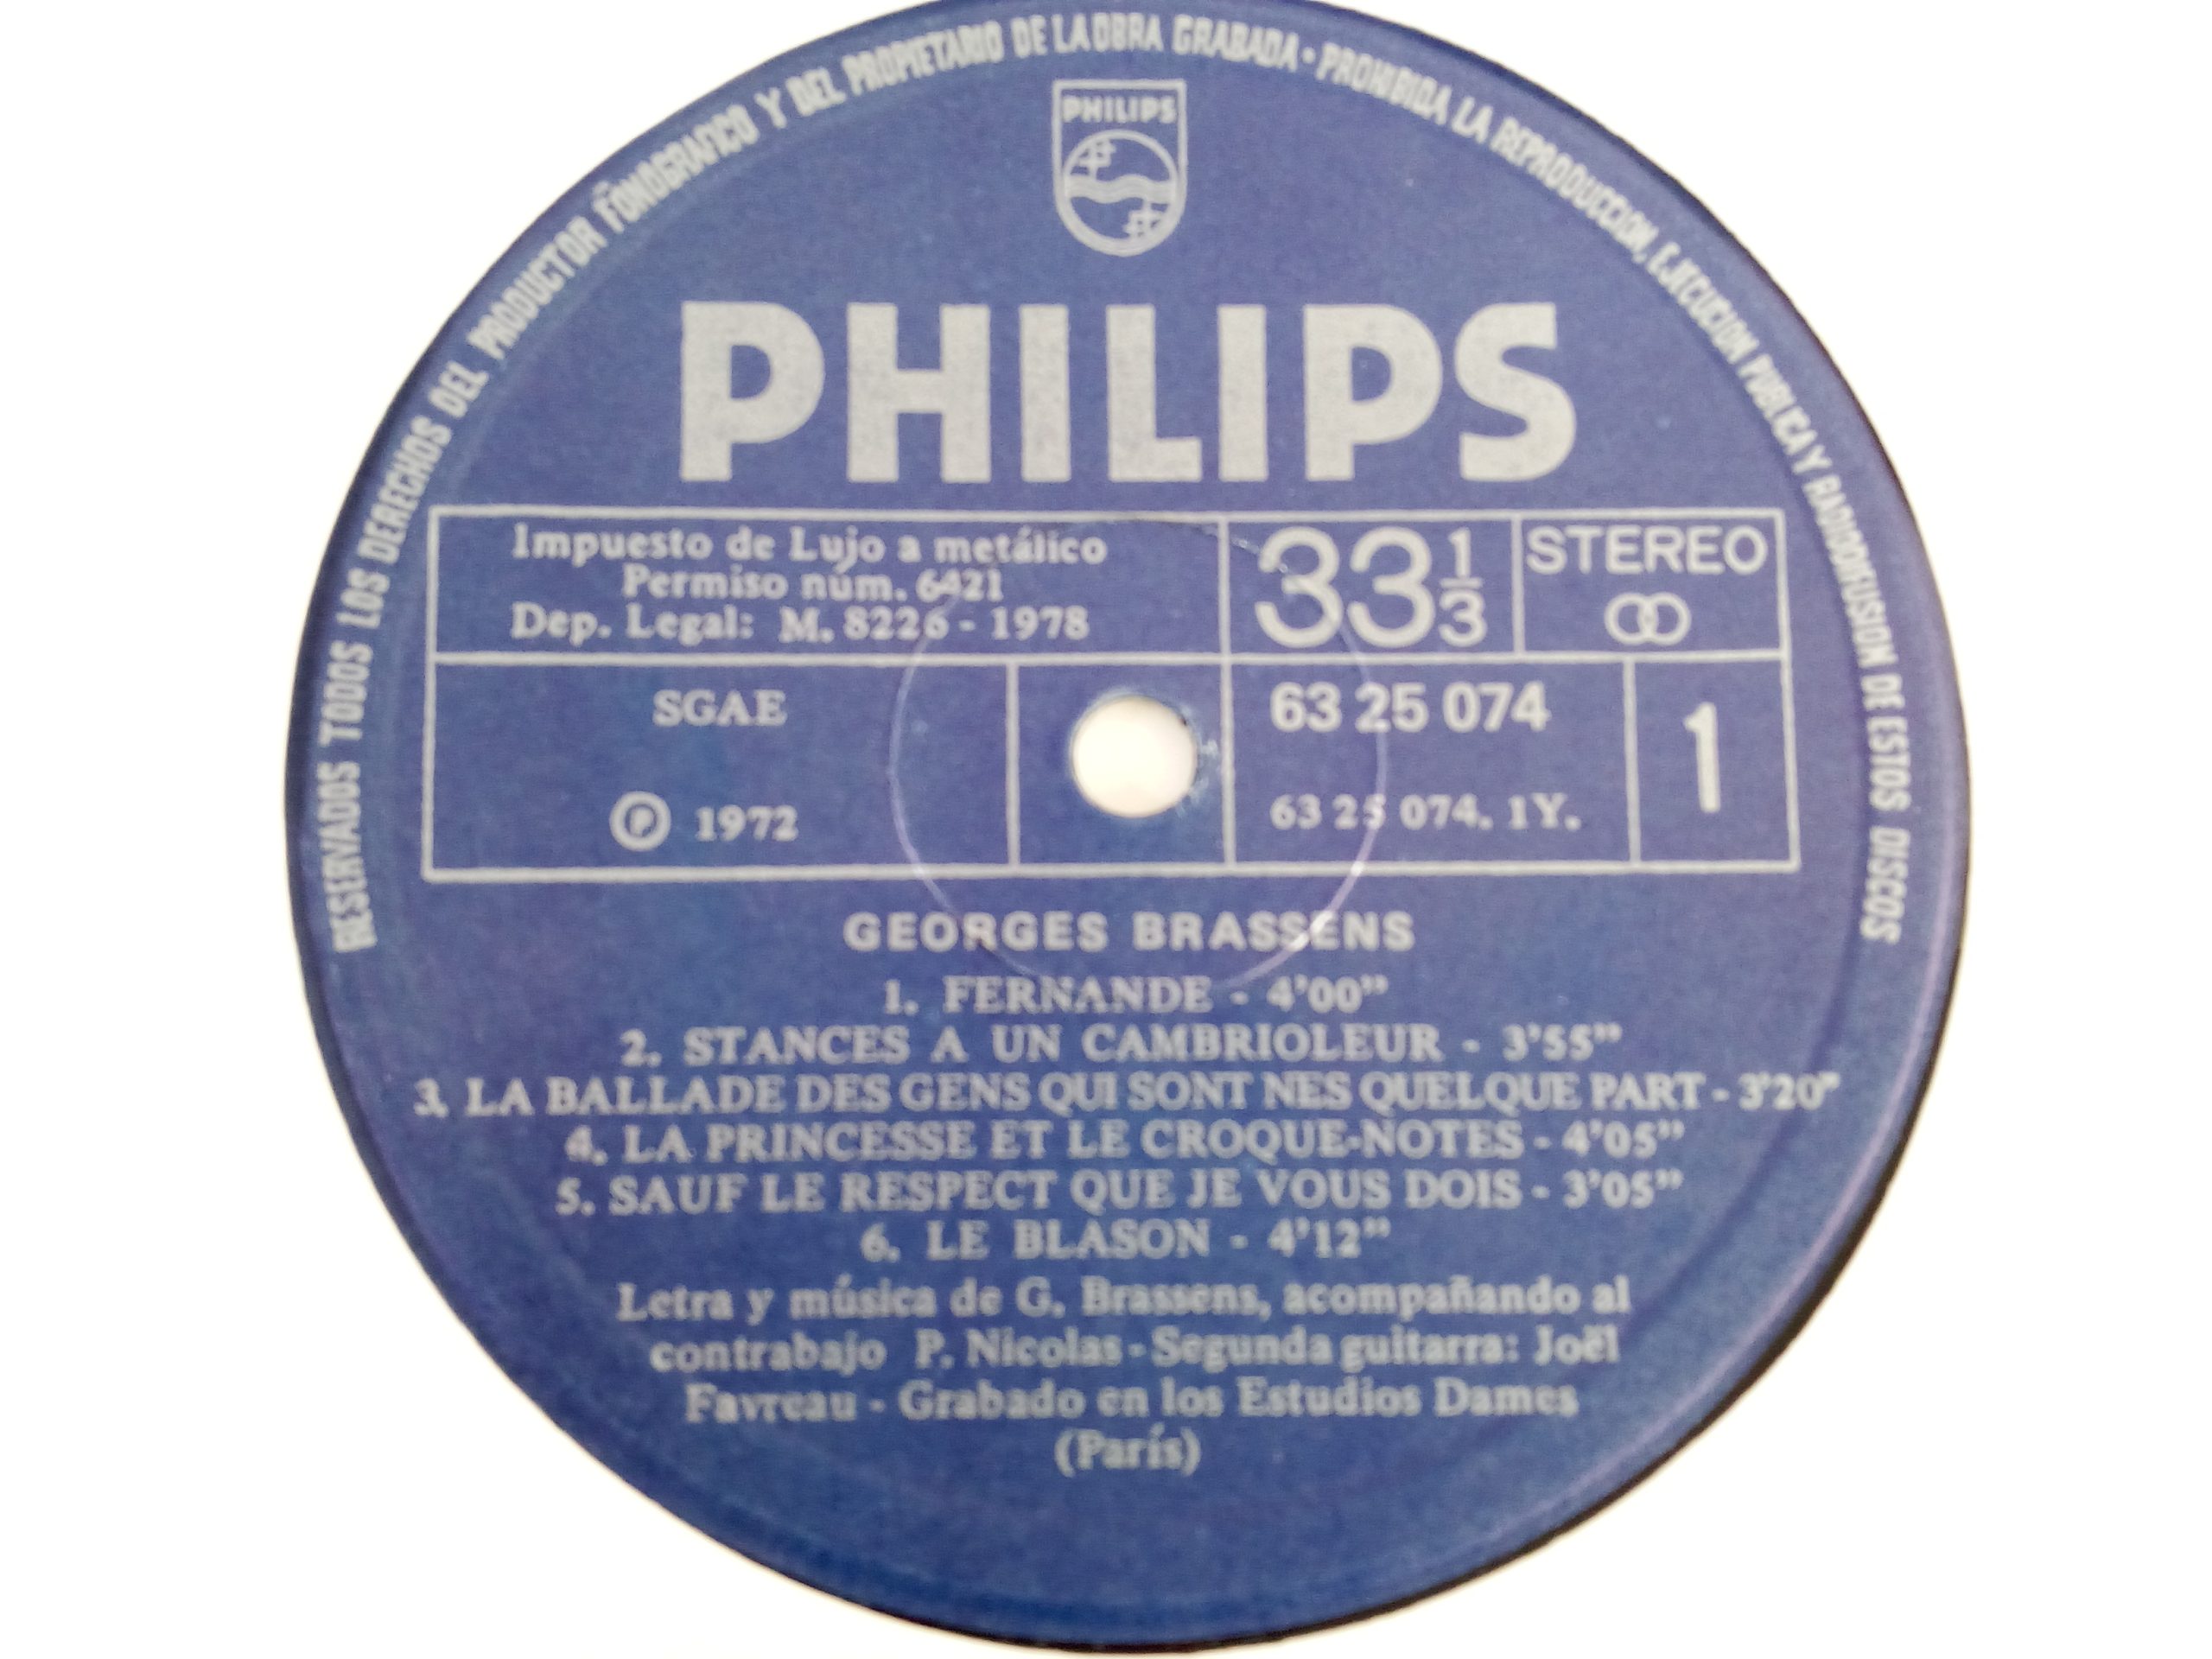 RESERVADOS TODOS LOS DERECHOS DEL PRODUCTOR FONOGRAFICO Y DEL PROPIETARIO DE LA OBRA GRABADA · PROHIBIDA LA REPRODUCCION, EJECUCION PUBLICA Y RADIODIFUSION DE ESTOS DISCOS
PHILIPS
PHILIPS
Impuesto de Lujo a metálico
Permiso núm. 6421
Dep. Legal: M. 8226 - 1978
33 1/3
STEREO
SGAE
Ⓟ 1972
63 25 074
63 25 074. 1Y.
1
GEORGES BRASSENS
1. FERNANDE - 4'00"
2. STANCES A UN CAMBRIOLEUR - 3'55"
3. LA BALLADE DES GENS QUI SONT NES QUELQUE PART - 3'20"
4. LA PRINCESSE ET LE CROQUE-NOTES - 4'05"
5. SAUF LE RESPECT QUE JE VOUS DOIS - 3'05"
6. LE BLASON - 4'12"
Letra y música de G. Brassens, acompañando al
contrabajo P. Nicolas - Segunda guitarra: Joël
Favreau - Grabado en los Estudios Dames
(París)